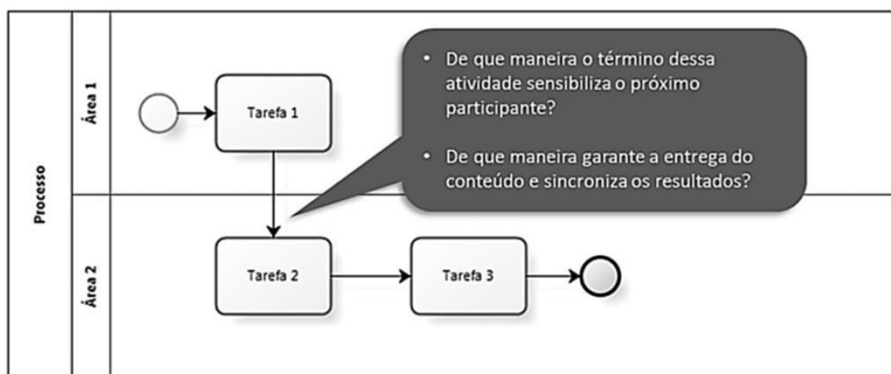 Processo
Área 1
Tarefa 1
• De que maneira o término dessa
atividade sensibiliza o próximo
participante?
• De que maneira garante a entrega do
conteúdo e sincroniza os resultados?
Área 2
Tarefa 2
Tarefa 3